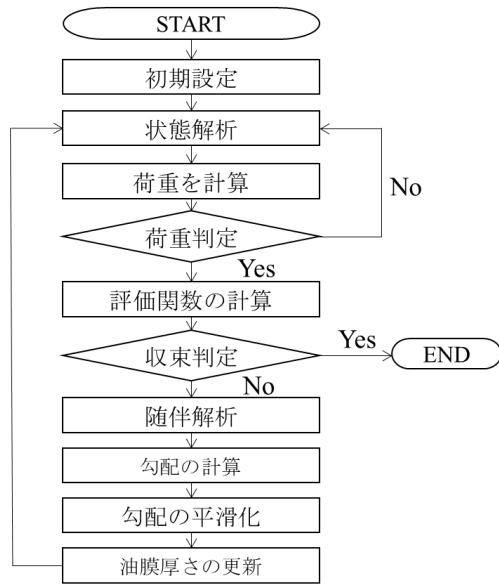 START
初期設定
状態解析
荷重を計算
No
荷重判定
Yes
評価関数の計算
収束判定
Yes
END
No
随伴解析
勾配の計算
勾配の平滑化
油膜厚さの更新